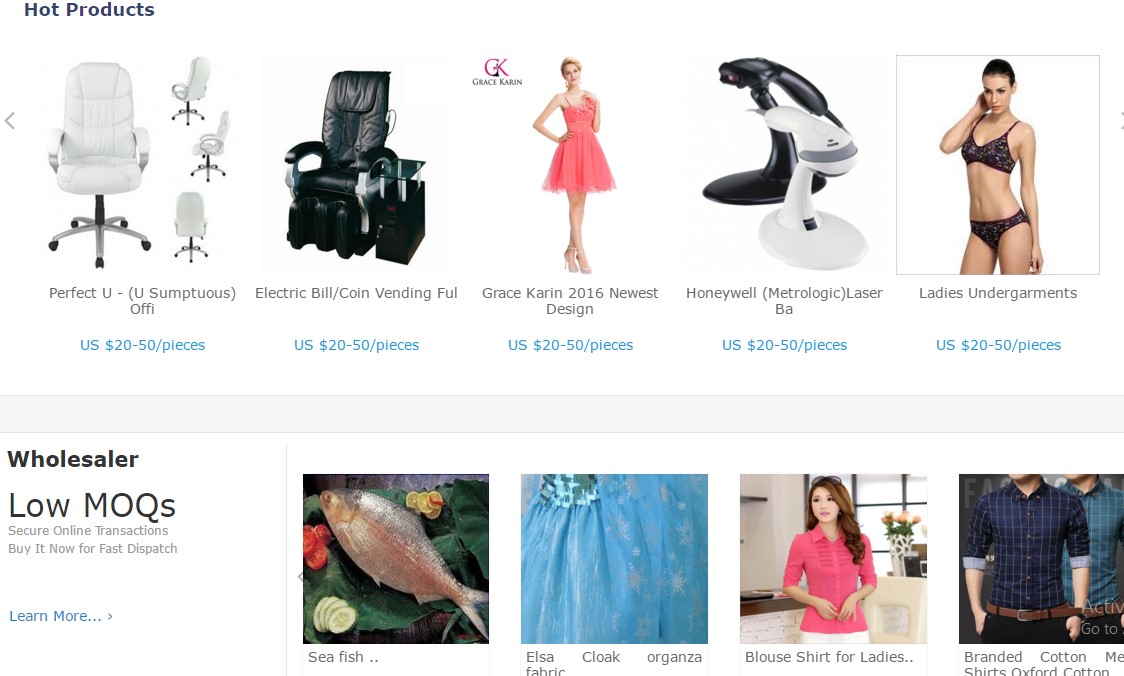 Hot Products
GRACE KARIN
Perfect U - (U Sumptuous)
Offi
Electric Bill/Coin Vending Ful
Grace Karin 2016 Newest
Design
Honeywell (Metrologic)Laser
Ba
Ladies Undergarments
US $20-50/pieces
US $20-50/pieces
US $20-50/pieces
US $20-50/pieces
US $20-50/pieces
Wholesaler
Low MOQs
Secure Online Transactions
Buy It Now for Fast Dispatch
Learn More... ›
Sea fish ..
Elsa Cloak organza
fabric
Blouse Shirt for Ladies..
Branded Cotton Me
Shirts Oxford Cotton
Activ
Go to